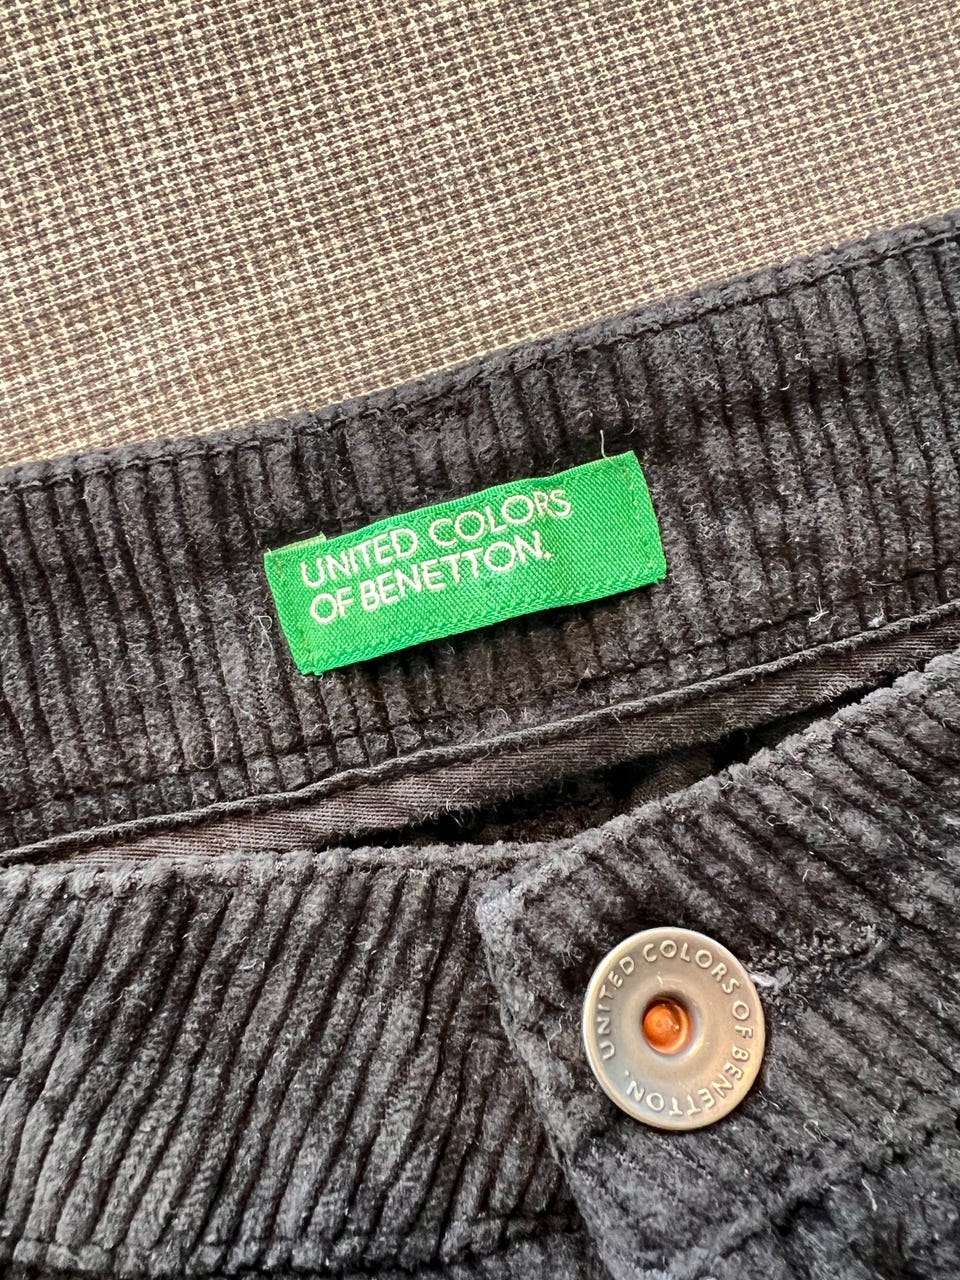 UNITED COLORS
OF BENETTON.
UNITED COLORS OF BENETTON.